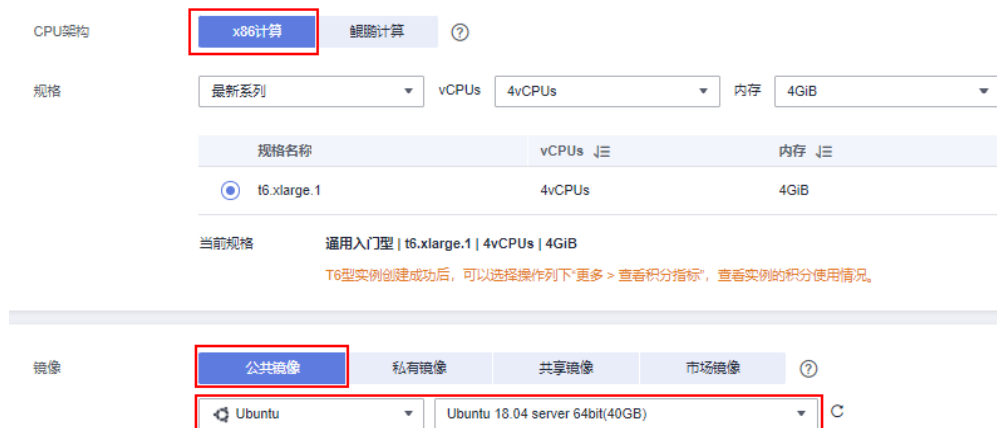 CPU架构 x86计算 鲲鹏计算 ?
规格 最新系列 vCPUs 4vCPUs 内存 4GiB
规格名称 vCPUs 内存
t6.xlarge.1 4vCPUs 4GiB
当前规格 通用入门型 | t6.xlarge.1 | 4vCPUs | 4GiB
T6型实例创建成功后，可以选择操作列下“更多 > 查看积分指标”，查看实例的积分使用情况。
镜像 公共镜像 私有镜像 共享镜像 市场镜像 ?
Ubuntu Ubuntu 18.04 server 64bit(40GB)